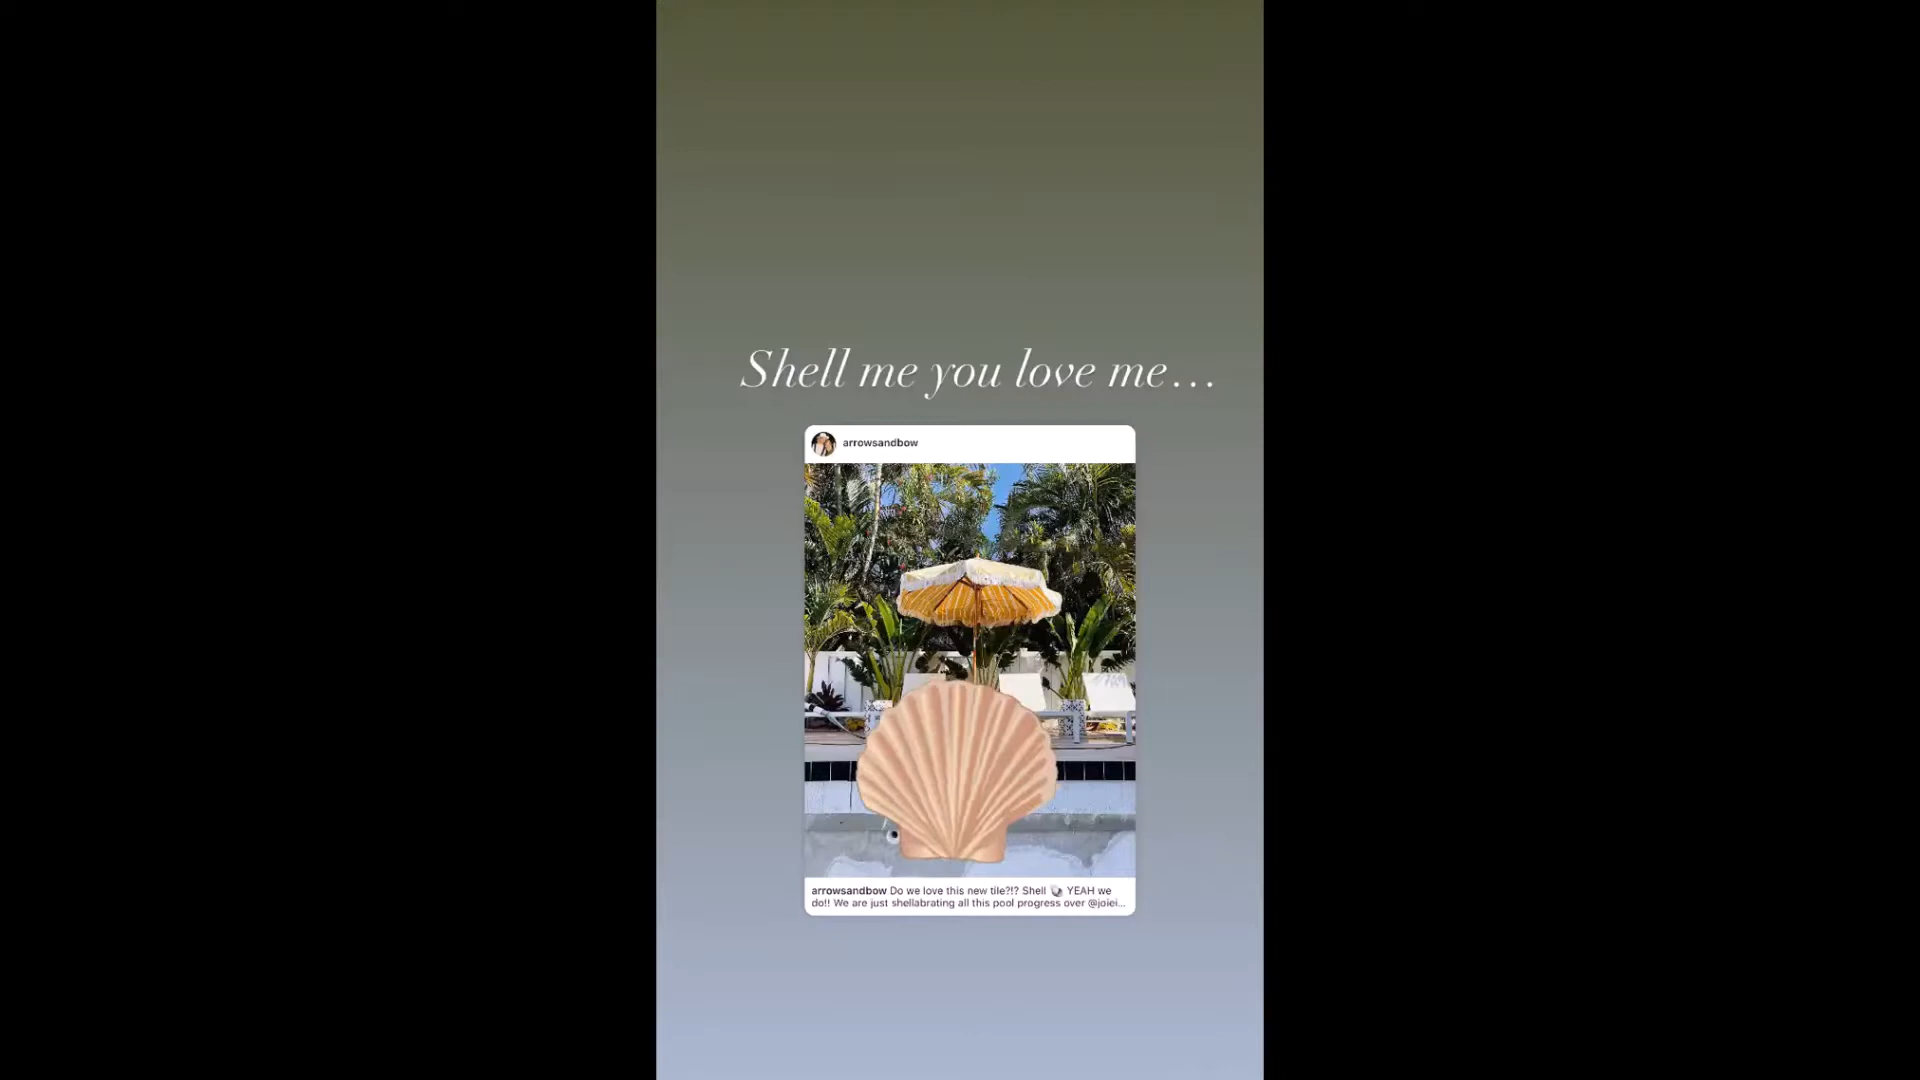 Shell me you love me...
arrowsandbow
arrowsandbow Do we love this new tile?!? Shell 🐚 YEAH we
do!! We are just shellabrating all this pool progress over @joiei...